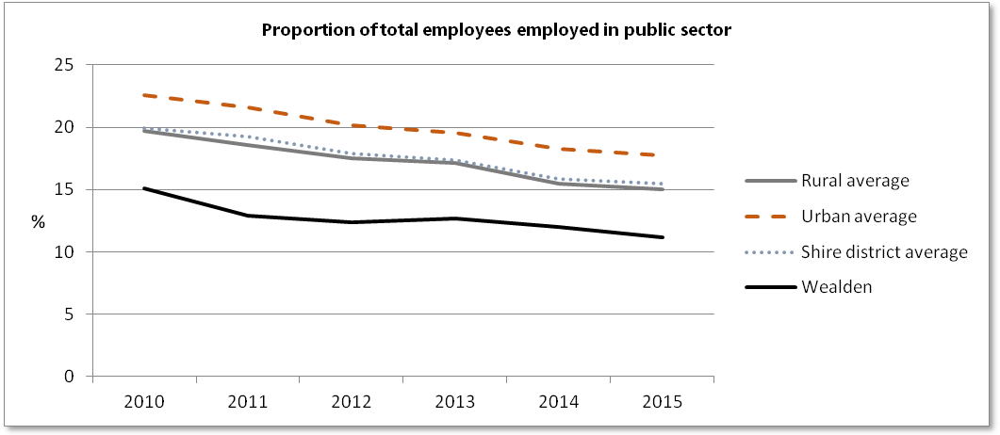 Proportion of total employees employed in public sector
25
20
15
10
5
0
%
2010 2011 2012 2013 2014 2015
Rural average
Urban average
Shire district average
Wealden